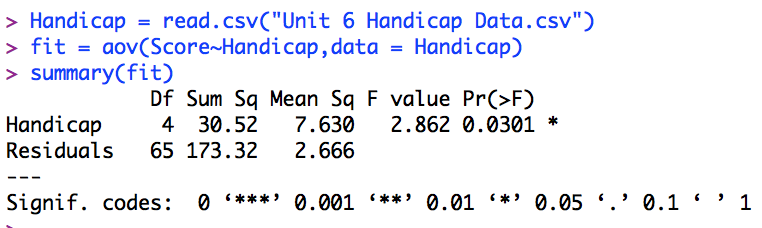 > Handicap = read.csv("Unit 6 Handicap Data.csv")
> fit = aov(Score~Handicap,data = Handicap)
> summary(fit)
            Df Sum Sq Mean Sq F value Pr(>F)
Handicap     4  30.52   7.630   2.862 0.0301 *
Residuals   65 173.32   2.666
---
Signif. codes:  0 ‘***’ 0.001 ‘**’ 0.01 ‘*’ 0.05 ‘.’ 0.1 ‘ ’ 1
>